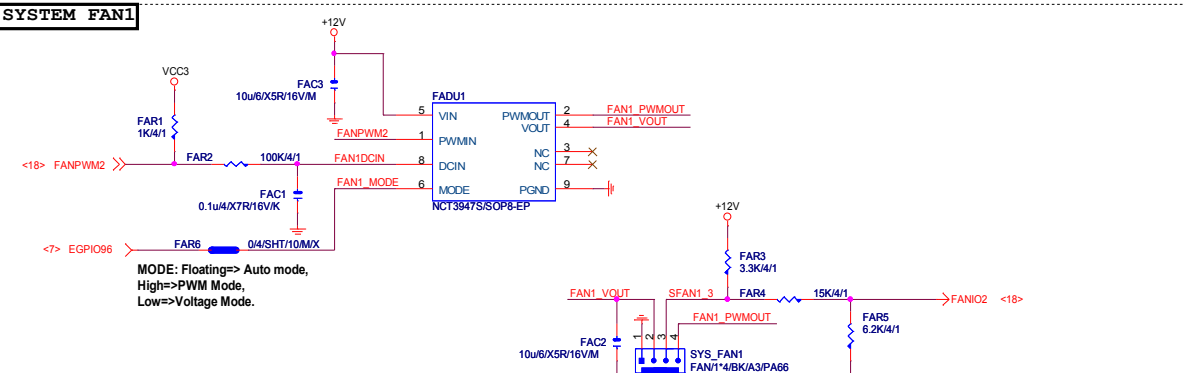 SYSTEM FAN1
+12V
VCC3
FAC3
10u/6/X5R/16V/M
FADU1
FAR1
1K/4/1
5 VIN
PWMOUT 2 FAN1_PWMOUT
VOUT 4 FAN1_VOUT
FANPWM2 1 PWMIN
NC 3
<18> FANPWM2 FAR2 100K/4/1 FAN1DCIN 8 DCIN
NC 7
FAN1_MODE 6 MODE
PGND 9
FAC1
0.1u/4/X7R/16V/K
NCT3947S/SOP8-EP
+12V
<7> EGPIO96 FAR6 0/4/SHT/10/M/X
FAR3
3.3K/4/1
MODE: Floating=> Auto mode,
High=>PWM Mode,
Low=>Voltage Mode.
FAN1_VOUT SFAN1_3 FAR4 15K/4/1 FANIO2 <18>
FAN1_PWMOUT
FAR5
6.2K/4/1
1 2 3 4
FAC2
10u/6/X5R/16V/M
SYS_FAN1
FAN/1*4/BK/A3/PA66